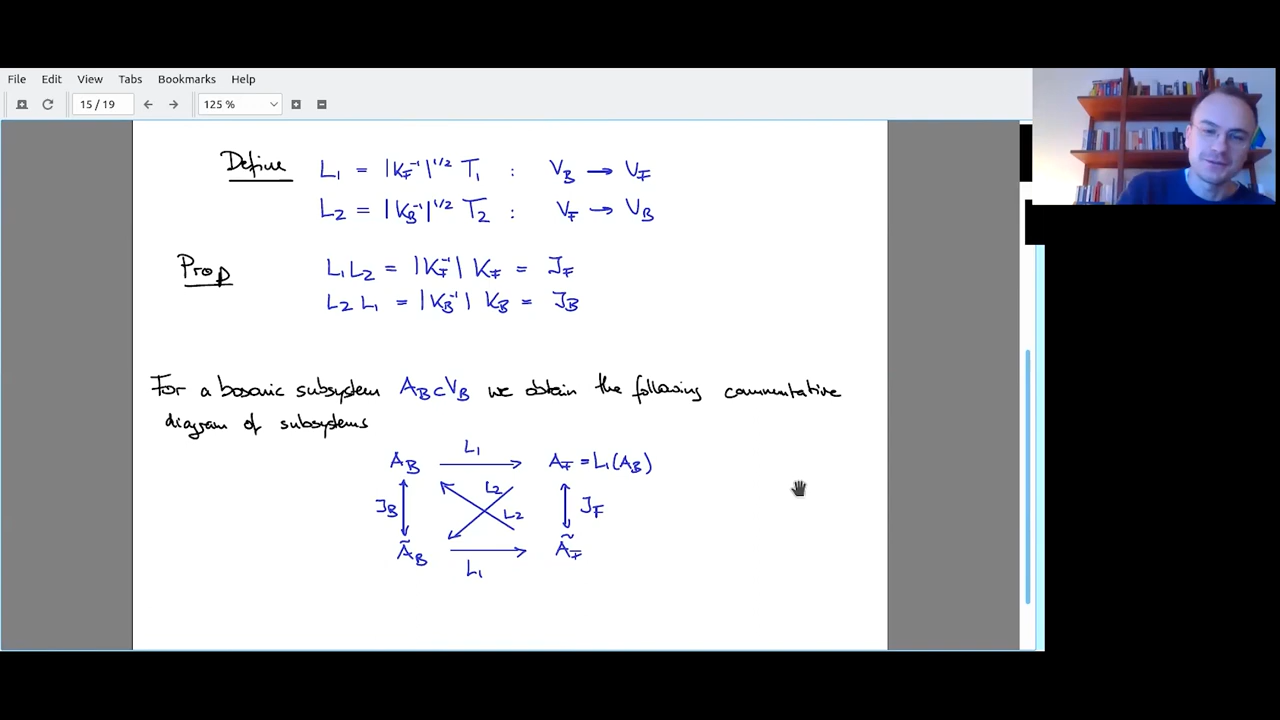 File Edit View Tabs Bookmarks Help
15 / 19 125 %
Define L₁ = |K_F⁻¹|^1/2 T₁ : V_B → V_F
L₂ = |K_B⁻¹|^1/2 T₂ : V_F → V_B
Prop L₁L₂ = |K_F⁻¹| K_F = J_F
L₂ L₁ = |K_B⁻¹| K_B = J_B
For a bosonic subsystem A_B ⊂ V_B we obtain the following commutative
diagram of subsystems
L₁
A_B → A_F = L₁(A_B)
J_B ↕ L₂ L₂ ↕ J_F
Ã_B → Ã_F
L₁